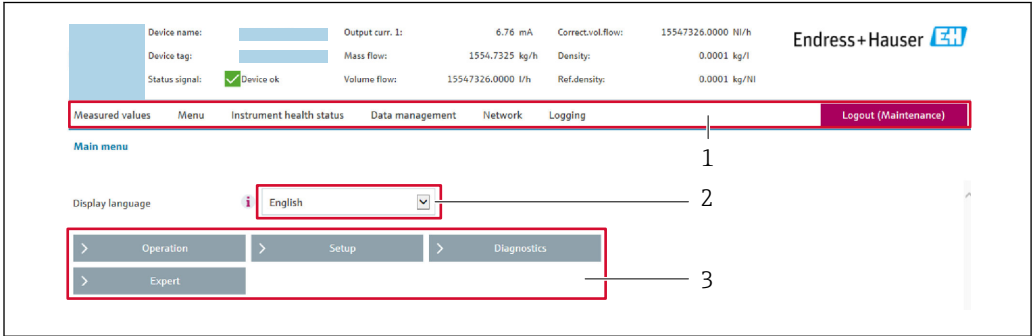 Device name: Output curr. 1: 6.76 mA Correct.vol.flow: 15547326.0000 Nl/h
Endress+Hauser EH
Device tag: Mass flow: 1554.7325 kg/h Density: 0.0001 kg/l
Status signal: Device ok Volume flow: 15547326.0000 l/h Ref.density: 0.0001 kg/Nl
Measured values Menu Instrument health status Data management Network Logging Logout (Maintenance)
1
Main menu
Display language i English 2
> Operation > Setup > Diagnostics
> Expert 3